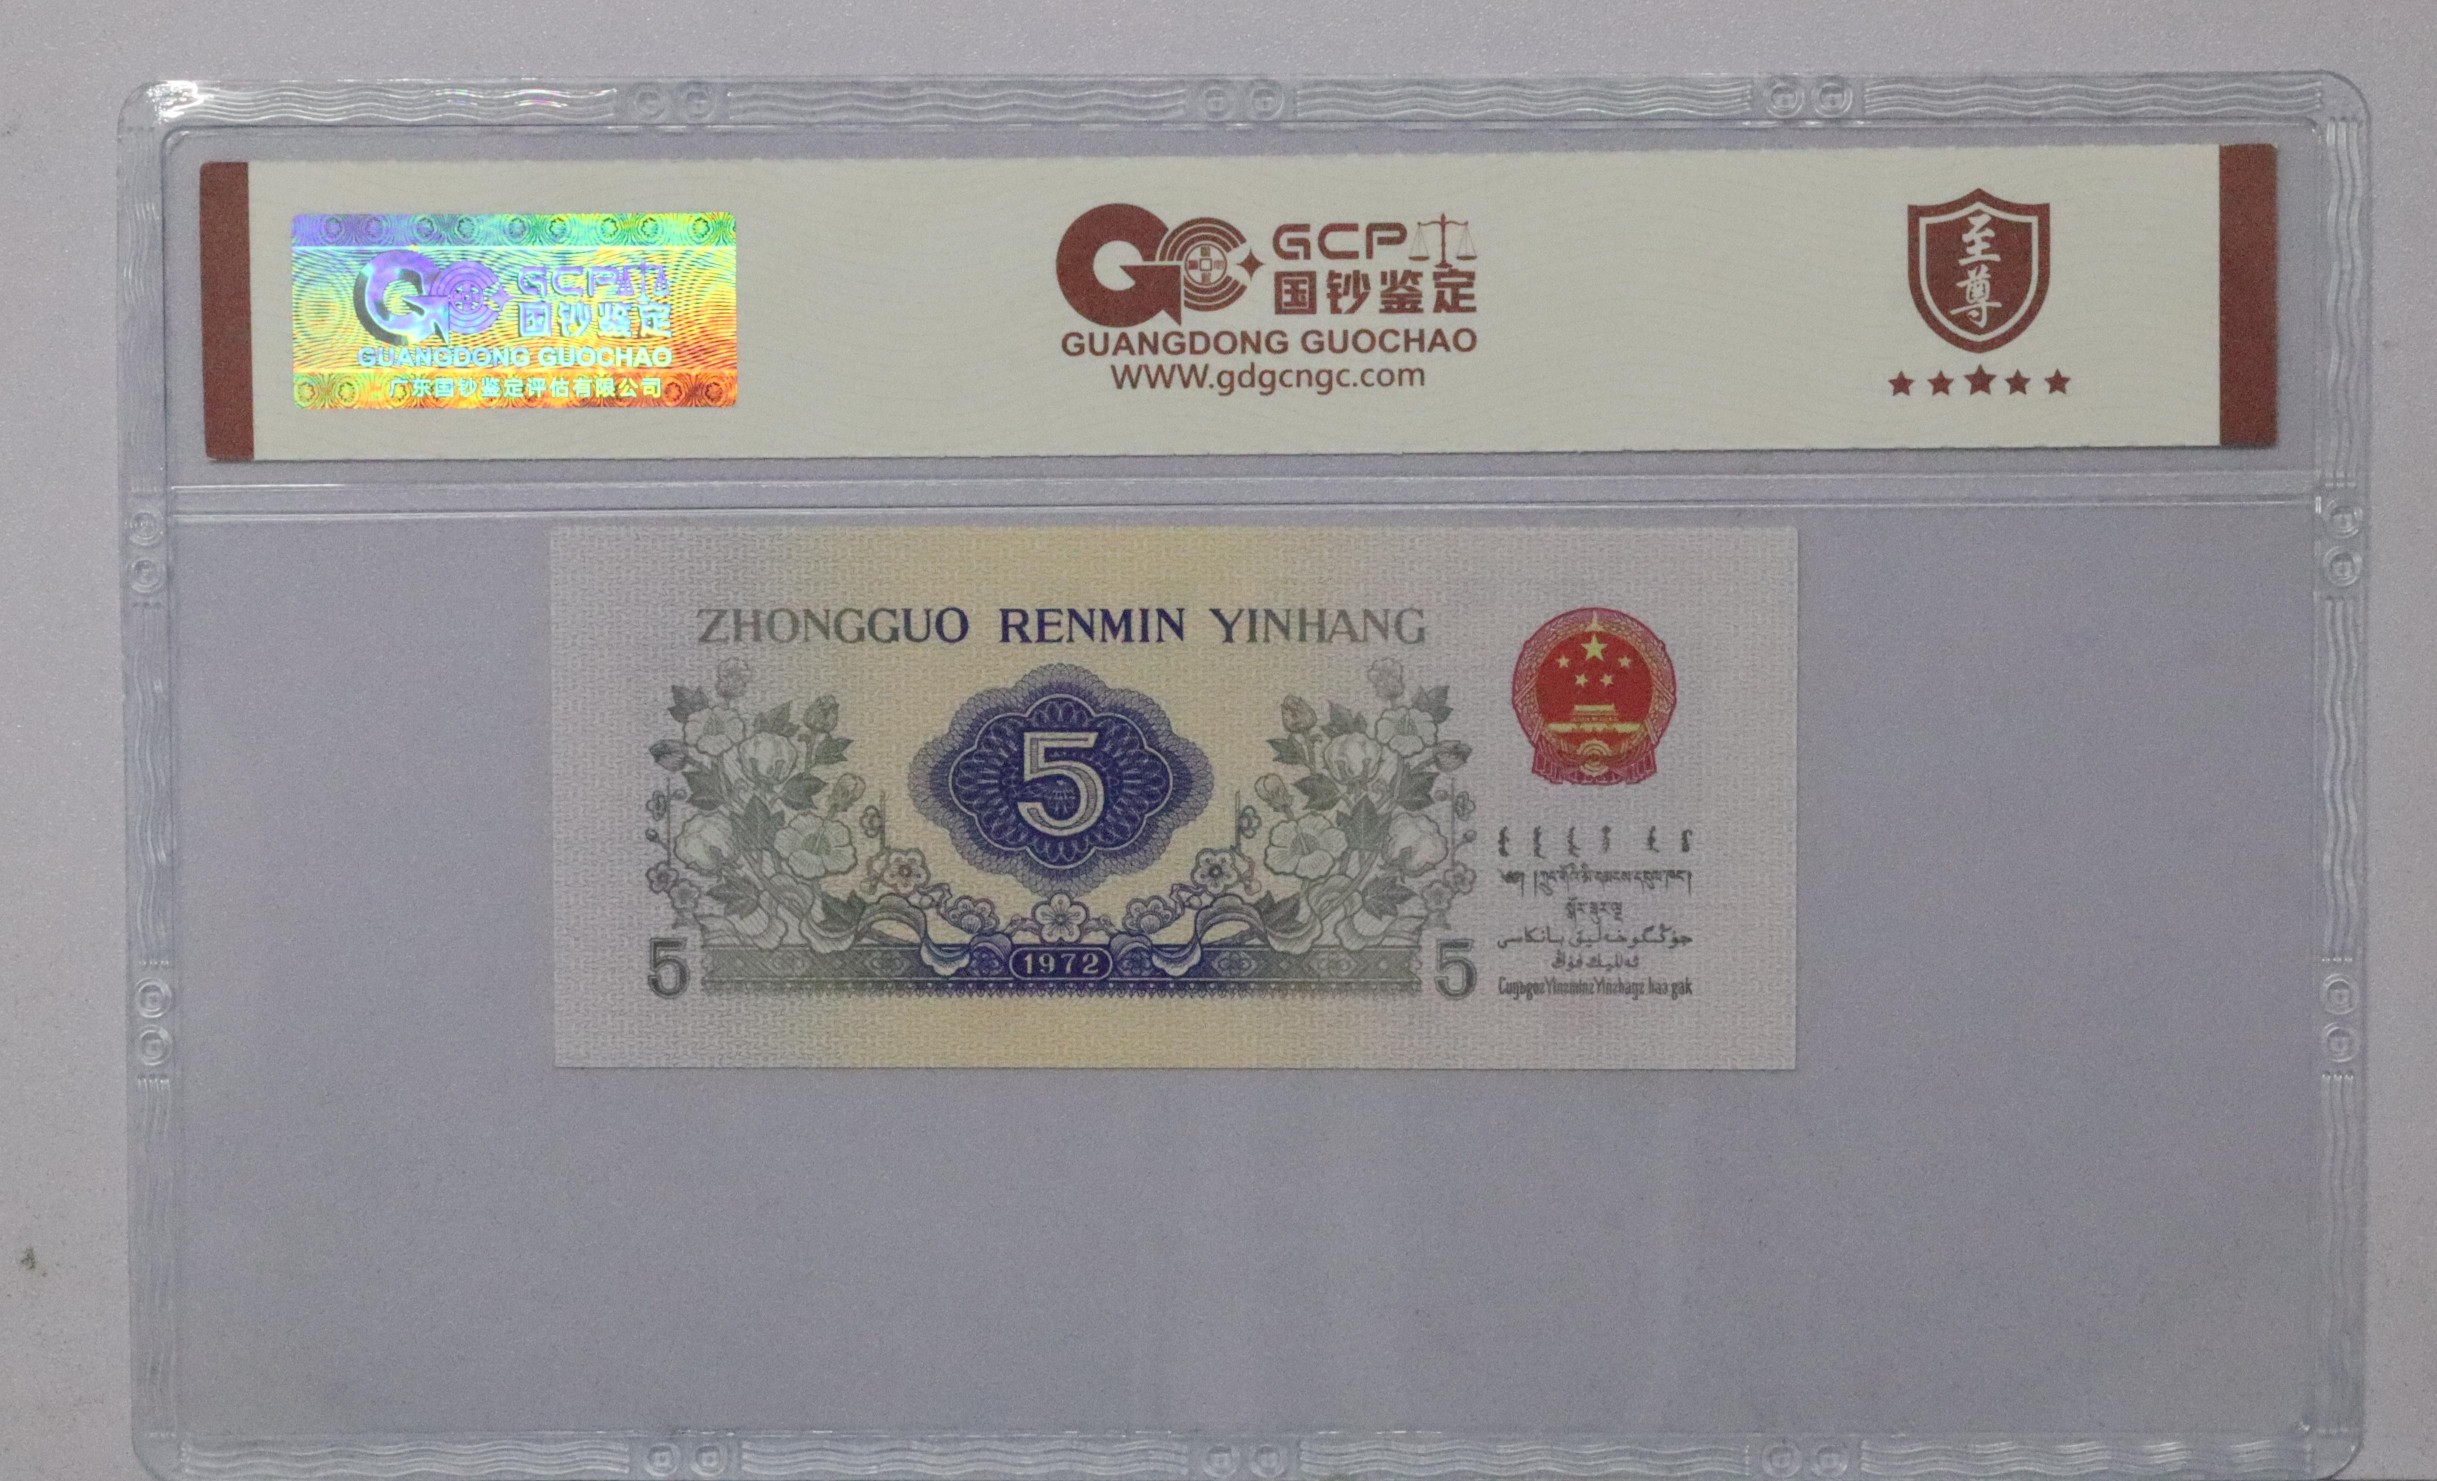 GCP
国钞鉴定
GUANGDONG GUOCHAO
广东国钞鉴定评估有限公司
GCP
国钞鉴定
GUANGDONG GUOCHAO
WWW.gdgcngc.com
至尊
ZHONGGUO RENMIN YINHANG
5
5
1972
5
جۇڭگوخەلىق بانكاسى